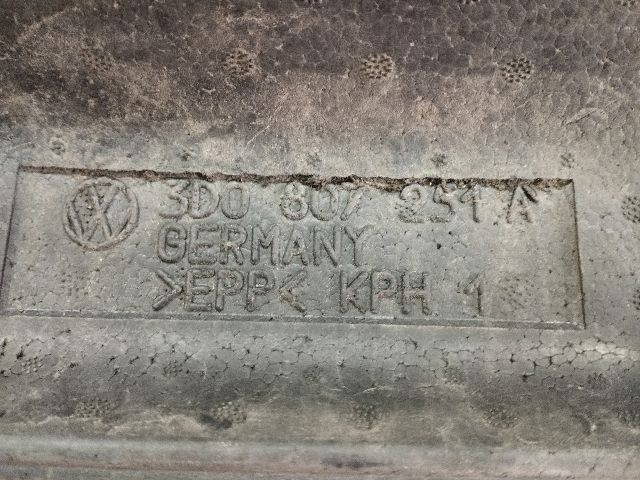 3D0 807 251 A
GERMANY
>EPP< KPH 1